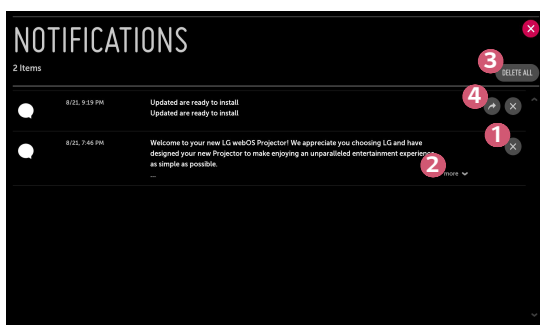 NOTIFICATIONS
2 Items
3
DELETE ALL
4
8/21, 9:19 PM
Updated are ready to install
Updated are ready to install
1
8/21, 7:46 PM
Welcome to your new LG webOS Projector! We appreciate you choosing LG and have
designed your new Projector to make enjoying an unparalleled entertainment experience
as simple as possible.
...
2
more